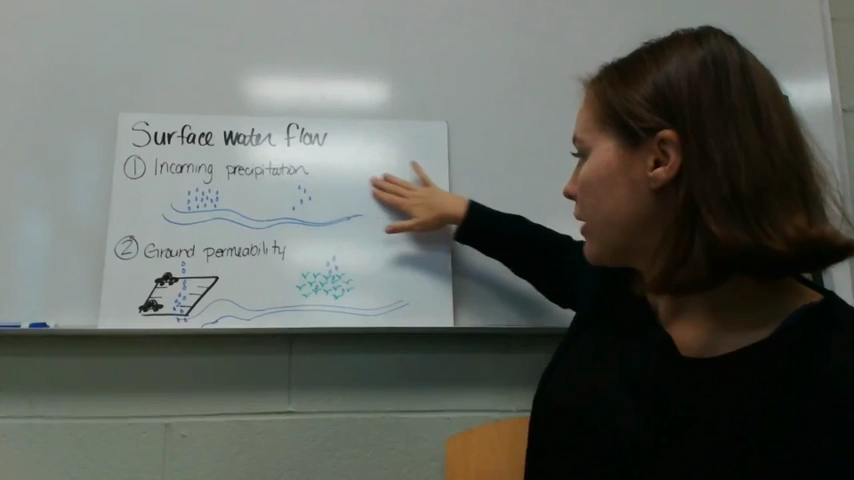 Surface water flow
① Incoming precipitation
② Ground permeability